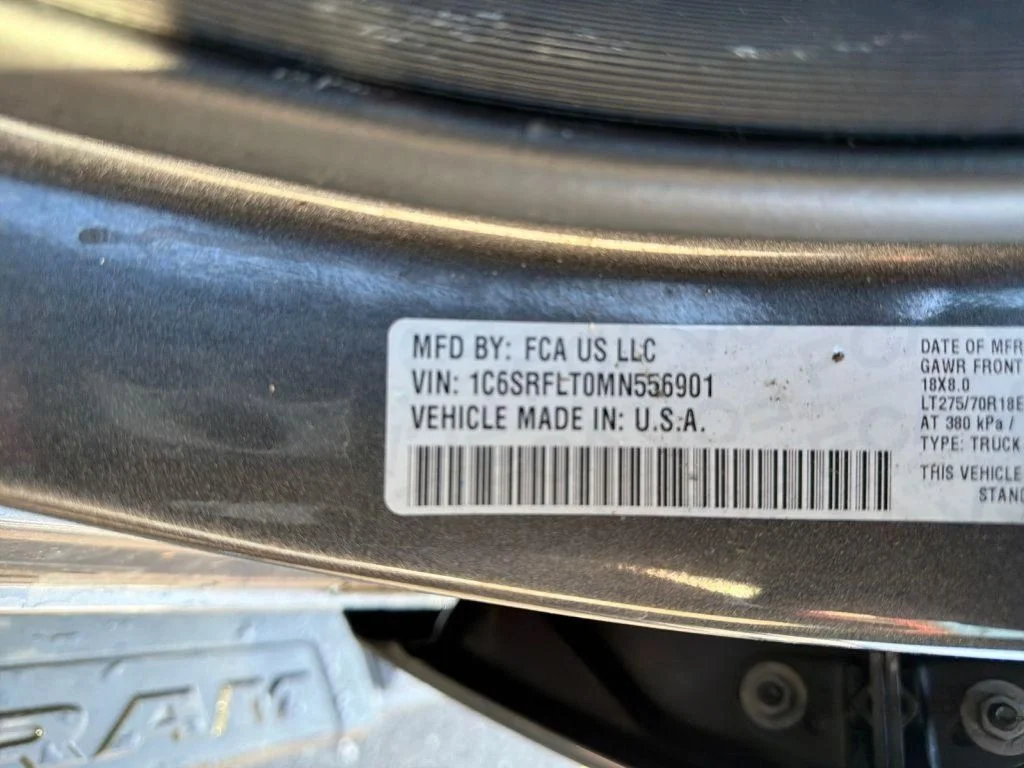 MFD BY: FCA US LLC
VIN: 1C6SRFLT0MN556901
VEHICLE MADE IN: U.S.A.
DATE OF MFR
GAWR FRONT
18X8.0
LT275/70R18E
AT 380 kPa /
TYPE: TRUCK
THIS VEHICLE
STAND
RAM